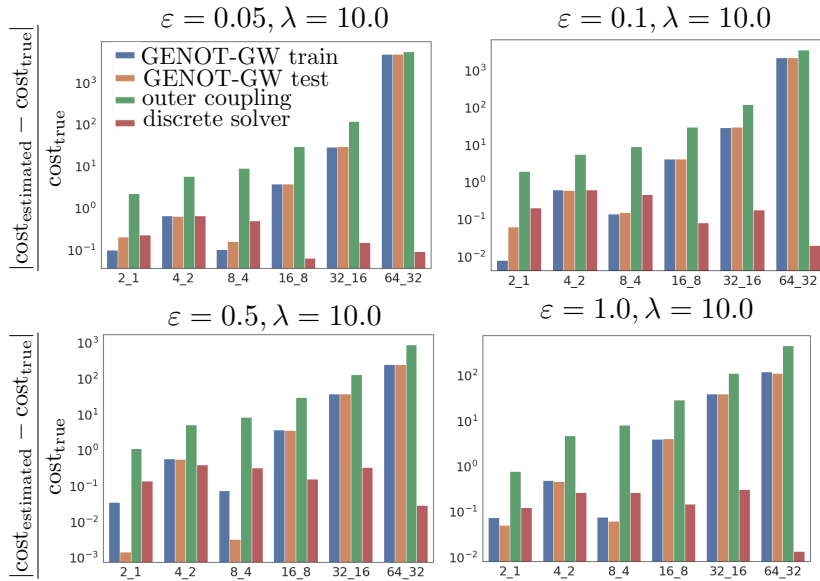 ε = 0.05, λ = 10.0
|cost_estimated − cost_true|
cost_true
10^3
10^2
10^1
10^0
10^-1
GENOT-GW train
GENOT-GW test
outer coupling
discrete solver
2_1 4_2 8_4 16_8 32_16 64_32
ε = 0.1, λ = 10.0
10^3
10^2
10^1
10^0
10^-1
10^-2
2_1 4_2 8_4 16_8 32_16 64_32
ε = 0.5, λ = 10.0
|cost_estimated − cost_true|
cost_true
10^3
10^2
10^1
10^0
10^-1
10^-2
10^-3
2_1 4_2 8_4 16_8 32_16 64_32
ε = 1.0, λ = 10.0
10^2
10^1
10^0
10^-1
10^-2
2_1 4_2 8_4 16_8 32_16 64_32